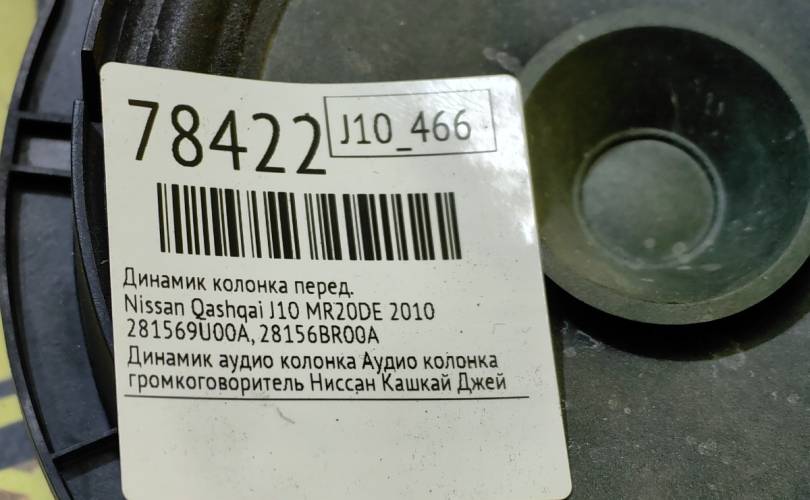 78422
J10_466
Динамик колонка перед.
Nissan Qashqai J10 MR20DE 2010
281569U00A, 28156BR00A
Динамик аудио колонка Аудио колонка
громкоговоритель Ниссан Кашкай Джей